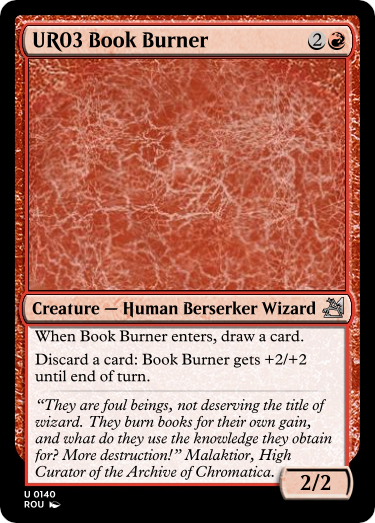 UR03 Book Burner 2
Creature — Human Berserker Wizard
When Book Burner enters, draw a card.
Discard a card: Book Burner gets +2/+2
until end of turn.
“They are foul beings, not deserving the title of
wizard. They burn books for their own gain,
and what do they use the knowledge they obtain
for? More destruction!” Malaktior, High
Curator of the Archive of Chromatica.
2/2
U 0140
ROU